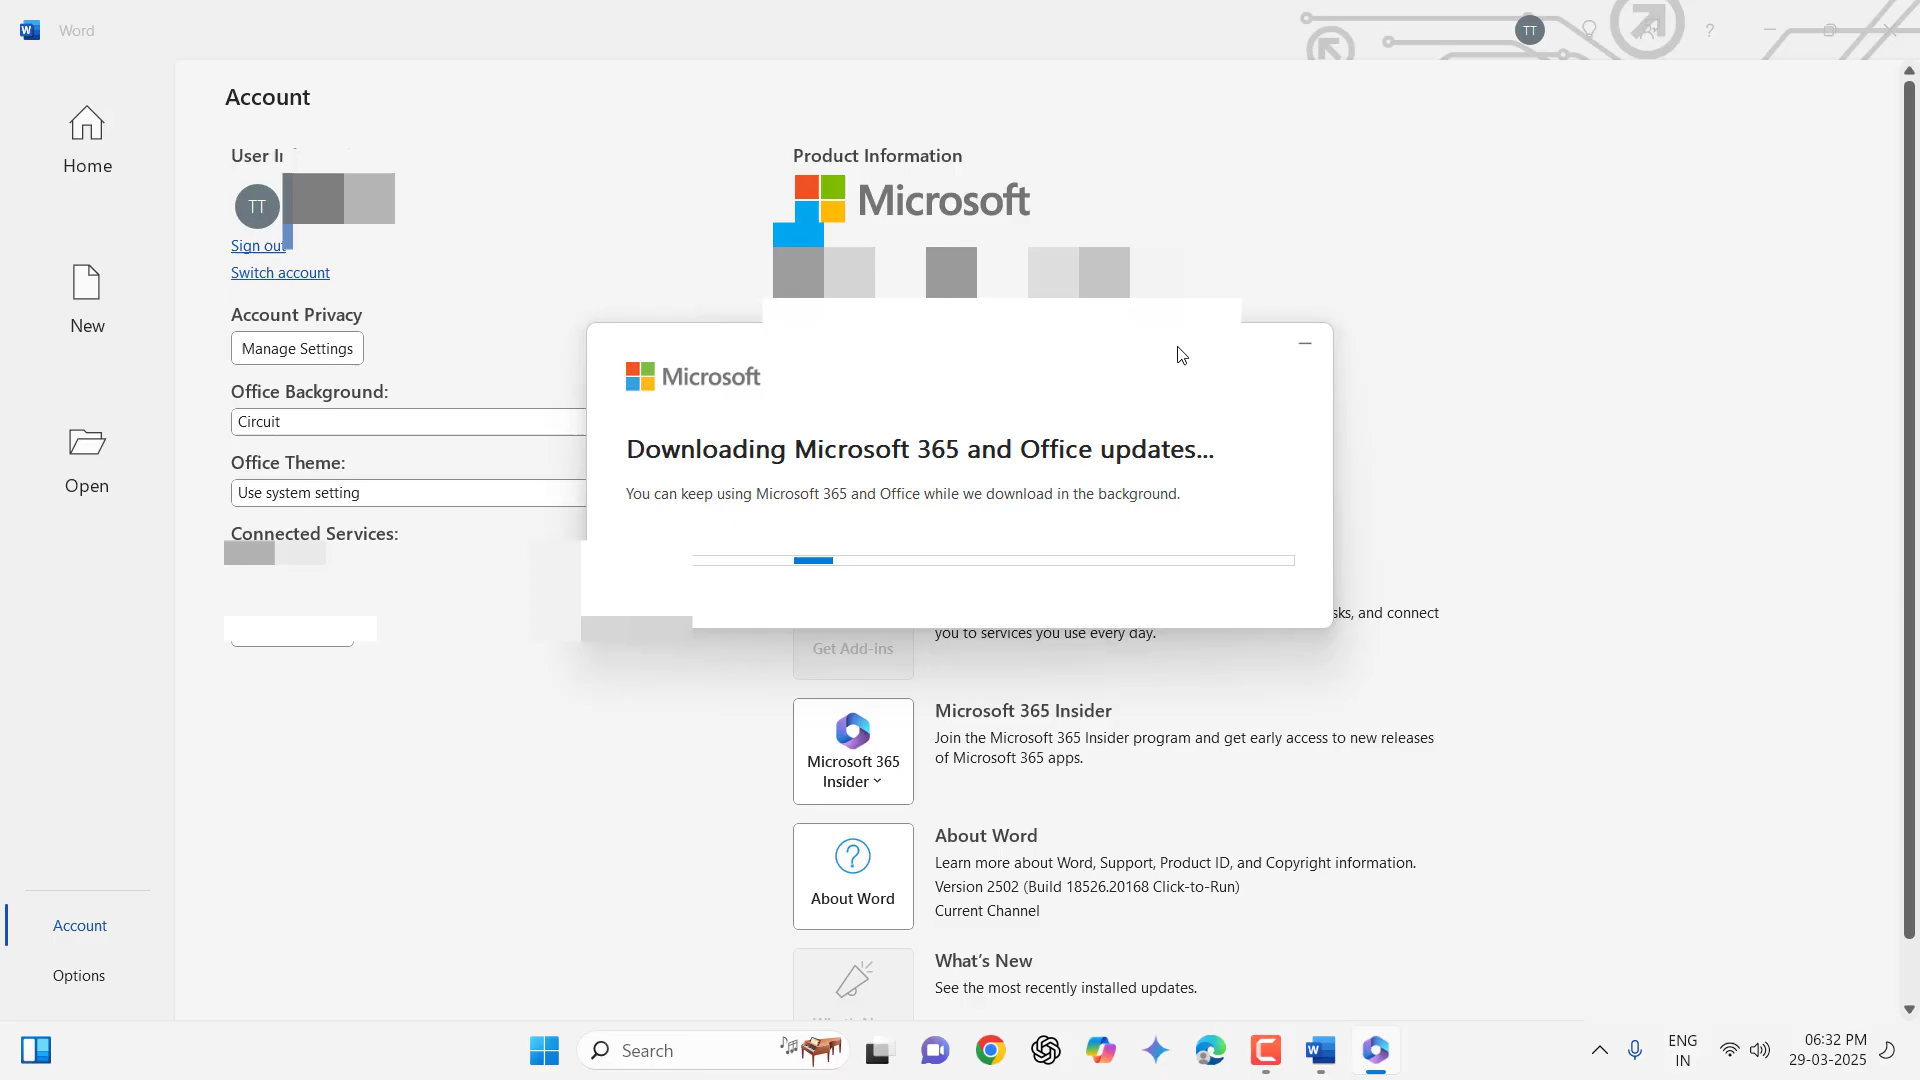 Word
TT
?
Account
Home
New
Open
Account
Options
User In
TT
Sign out
Switch account
Account Privacy
Manage Settings
Office Background:
Circuit
Office Theme:
Use system setting
Connected Services:
Product Information
Microsoft
Microsoft
Downloading Microsoft 365 and Office updates...
You can keep using Microsoft 365 and Office while we download in the background.
sks, and connect
you to services you use every day.
Get Add-ins
Microsoft 365
Insider
Microsoft 365 Insider
Join the Microsoft 365 Insider program and get early access to new releases
of Microsoft 365 apps.
?
About Word
About Word
Learn more about Word, Support, Product ID, and Copyright information.
Version 2502 (Build 18526.20168 Click-to-Run)
Current Channel
What's New
See the most recently installed updates.
Search
ENG
IN
06:32 PM
29-03-2025